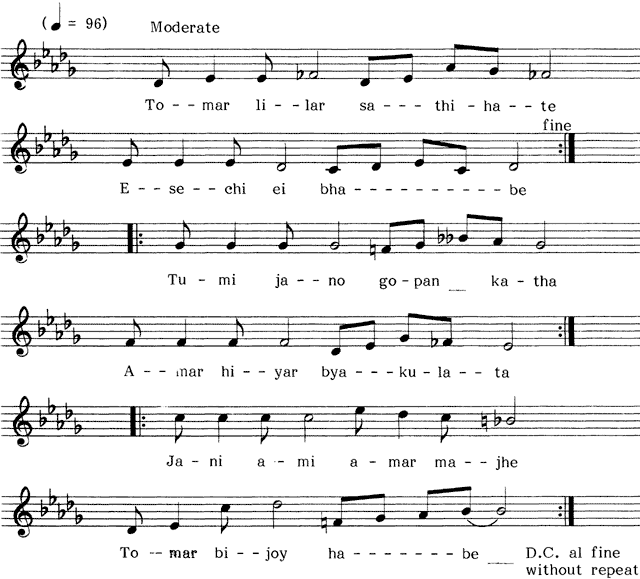 (♩ = 96) Moderate
To--mar li--lar sa---thi-ha--te
fine
E--se--chi ei bha----------be
Tu--mi ja--no go-pan __ ka-tha
A--mar hi-yar bya--ku-la--ta
Ja-ni a-mi a-mar ma--jhe
To--mar bi--joy ha-------be __ D.C. al fine
without repeat